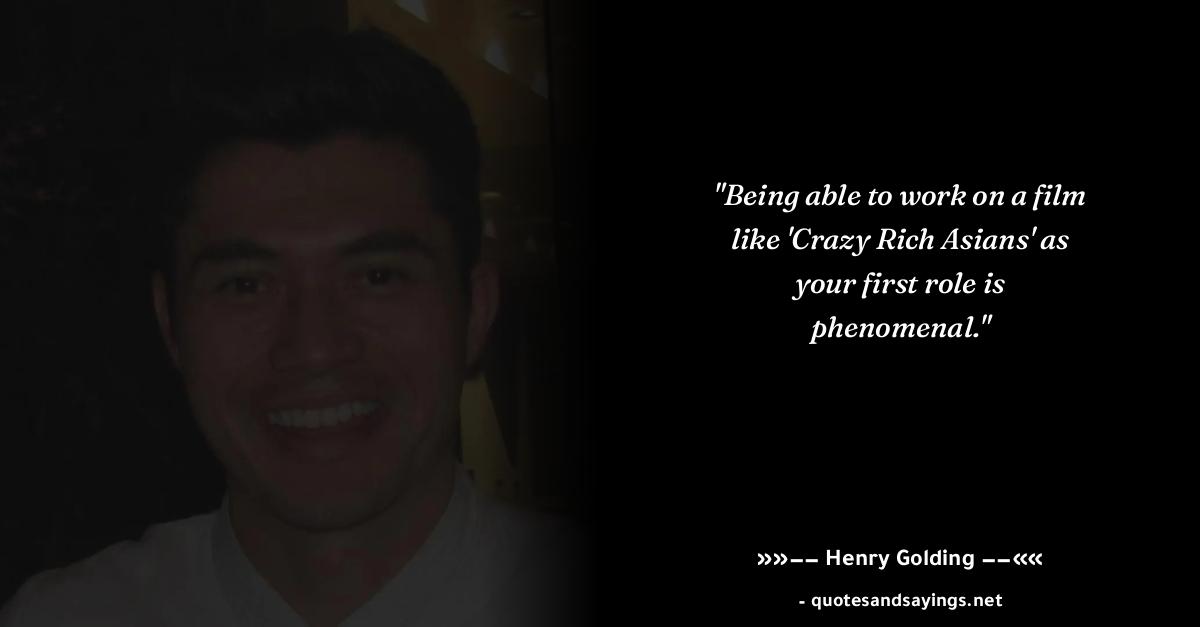 "Being able to work on a film
like 'Crazy Rich Asians' as
your first role is
phenomenal."
»»−− Henry Golding −−««
- quotesandsayings.net